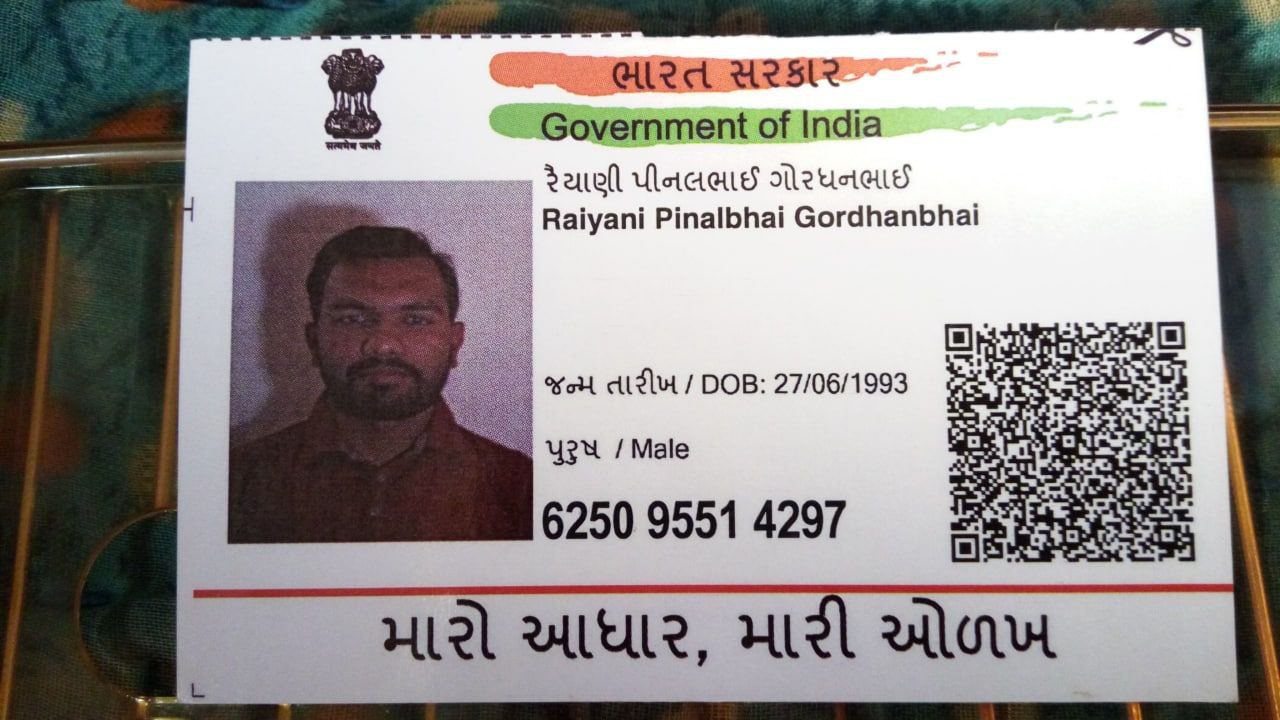 ભારત સરકાર
Government of India
सत्यमेव जयते
રૈયાણી પીનલભાઈ ગોરધનભાઈ
Raiyani Pinalbhai Gordhanbhai
જન્મ તારીખ / DOB: 27/06/1993
પુરુષ / Male
6250 9551 4297
મારો આધાર, મારી ઓળખ